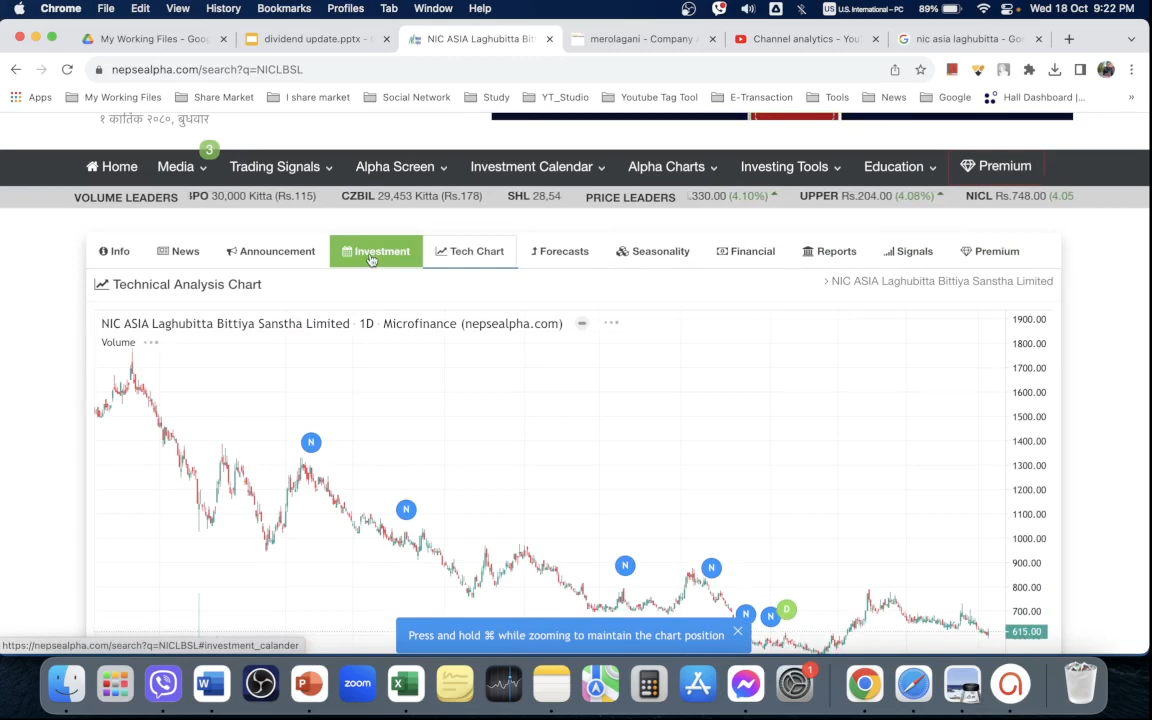 Chrome File Edit View History Bookmarks Profiles Tab Window Help US U.S. International – PC 89% Wed 18 Oct 9:22 PM
My Working Files - Goo dividend update.pptx - NIC ASIA Laghubitta Bit merolagani - Company A Channel analytics - You nic asia laghubitta - Go
nepsealpha.com/search?q=NICLBSL
Apps My Working Files Share Market I share market Social Network Study YT_Studio Youtube Tag Tool E-Transaction Tools News Google Hall Dashboard |... »
१ कार्तिक २०८०, बुधवार
3
Home Media Trading Signals Alpha Screen Investment Calendar Alpha Charts Investing Tools Education Premium
VOLUME LEADERS 3PO 30,000 Kitta (Rs.115) CZBIL 29,453 Kitta (Rs.178) SHL 28,54 PRICE LEADERS .330.00 (4.10%) UPPER Rs.204.00 (4.08%) NICL Rs.748.00 (4.05
Info News Announcement Investment Tech Chart Forecasts Seasonality Financial Reports Signals Premium
Technical Analysis Chart > NIC ASIA Laghubitta Bittiya Sanstha Limited
NIC ASIA Laghubitta Bittiya Sanstha Limited · 1D · Microfinance (nepsealpha.com)
Volume
1900.00
1800.00
1700.00
1600.00
1500.00
1400.00
1300.00
1200.00
1100.00
1000.00
900.00
800.00
700.00
615.00
N
N
N
N
N
N
D
Press and hold ⌘ while zooming to maintain the chart position
https://nepsealpha.com/search?q=NICLBSL#investment_calander
W P zoom X 1